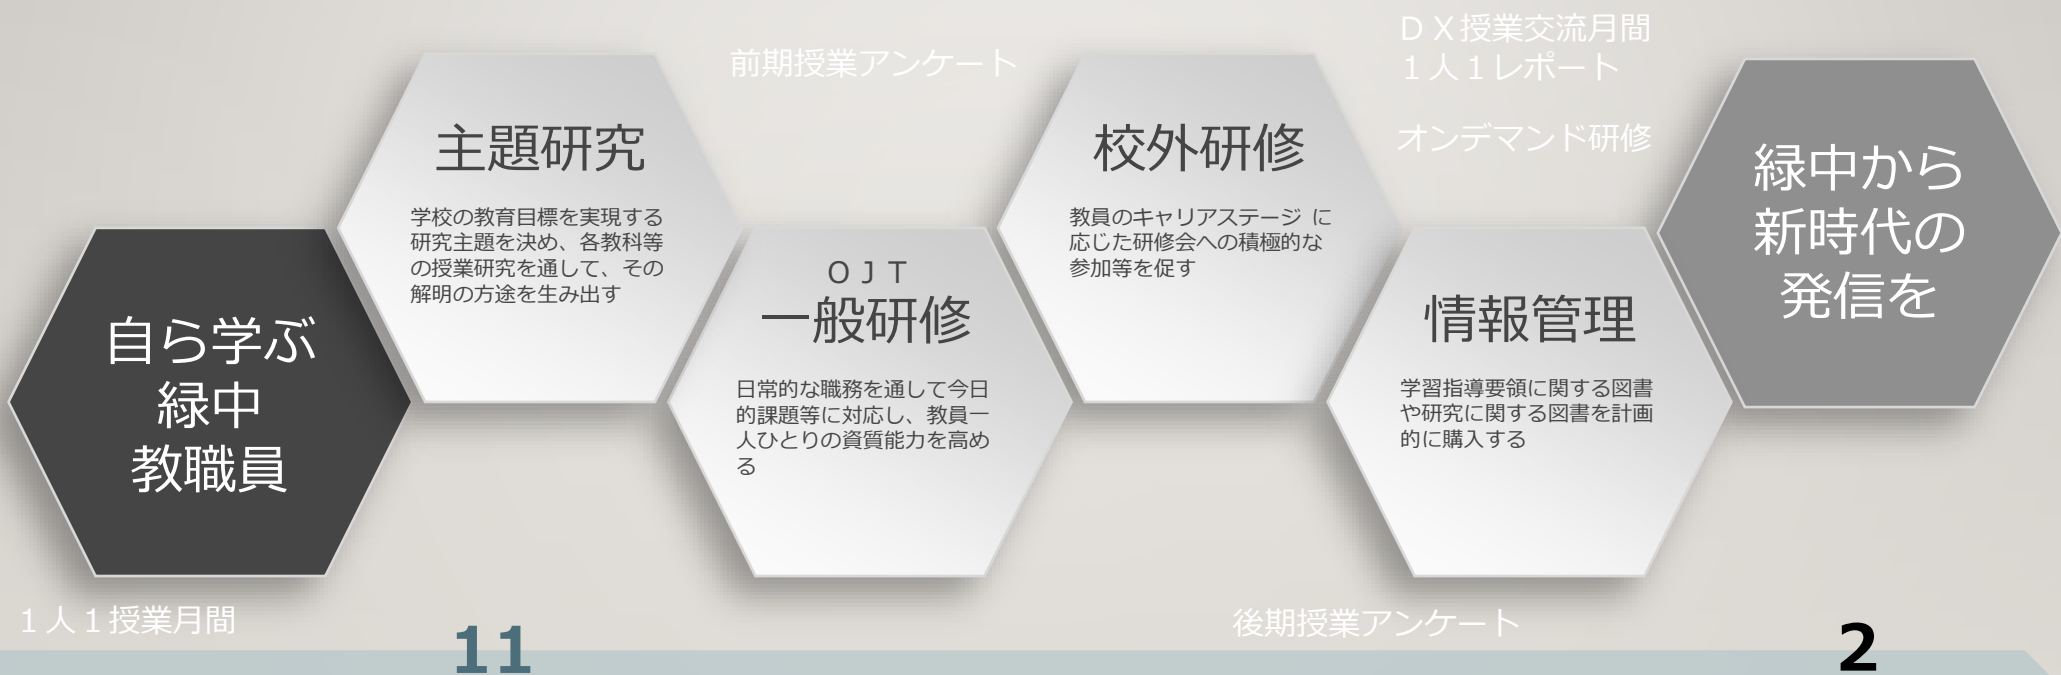 自ら学ぶ
緑中
教職員
１人１授業月間
主題研究
学校の教育目標を実現する
研究主題を決め、各教科等
の授業研究を通して、その
解明の方途を生み出す
11
前期授業アンケート
ＯＪＴ
一般研修
日常的な職務を通して今日
的課題等に対応し、教員一
人ひとりの資質能力を高め
る
校外研修
教員のキャリアステージ に
応じた研修会への積極的な
参加等を促す
後期授業アンケート
ＤＸ授業交流月間
１人１レポート
オンデマンド研修
情報管理
学習指導要領に関する図書
や研究に関する図書を計画
的に購入する
緑中から
新時代の
発信を
2